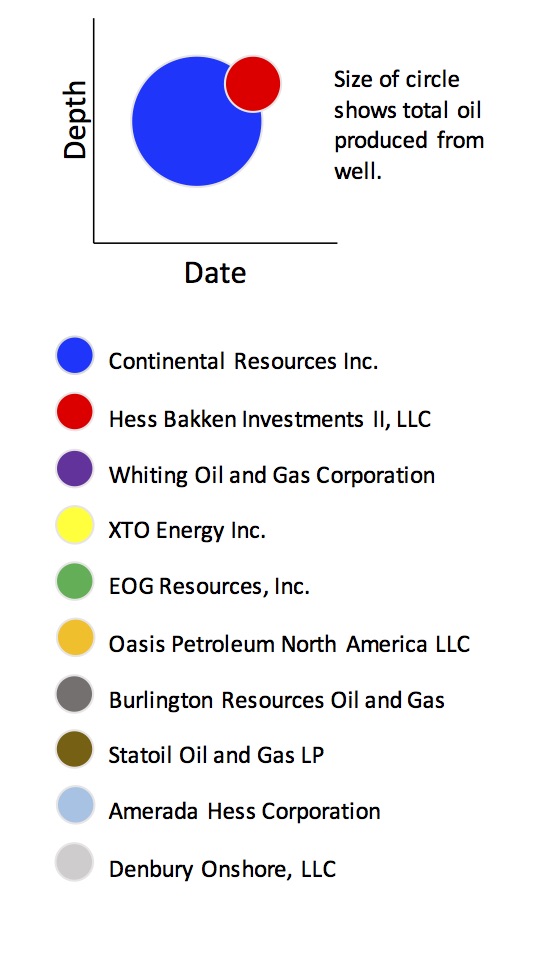 Depth
Size of circle
shows total oil
produced from
well.
Date
Continental Resources Inc.
Hess Bakken Investments II, LLC
Whiting Oil and Gas Corporation
XTO Energy Inc.
EOG Resources, Inc.
Oasis Petroleum North America LLC
Burlington Resources Oil and Gas
Statoil Oil and Gas LP
Amerada Hess Corporation
Denbury Onshore, LLC